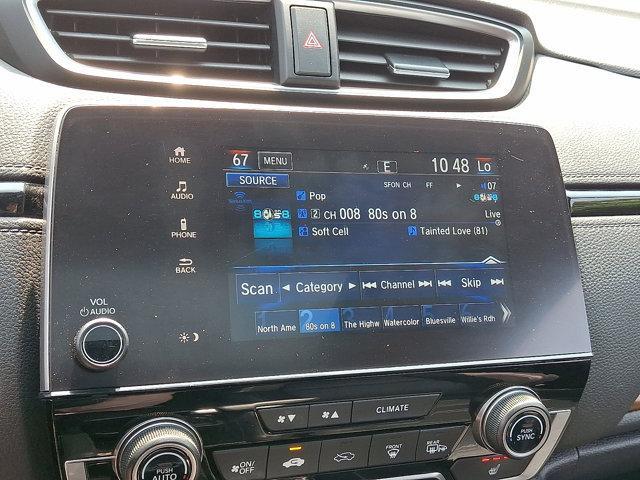 HOME
AUDIO
PHONE
BACK
VOL
AUDIO
67 MENU E 10 48 Lo
SOURCE SFON CH FF 07
Pop
2 CH 008 80s on 8 Live
Soft Cell Tainted Love (81)
Scan Category Channel Skip
North Ame 80s on 8 The Highw Watercolor Bluesville Willie's Rdh
CLIMATE
ON/OFF FRONT REAR
PUSH AUTO
PUSH SYNC